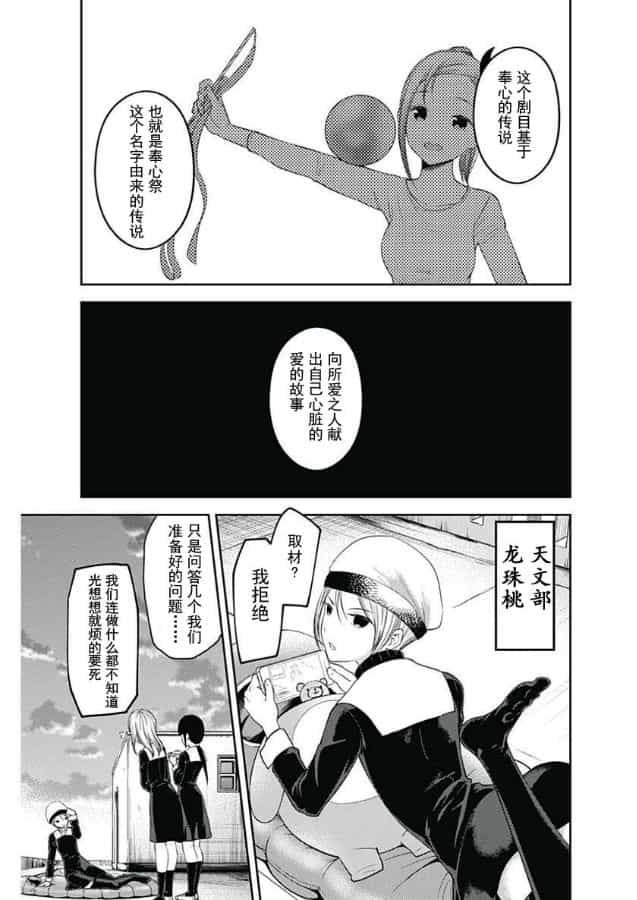 这个剧目基于
奉心的传说
也就是奉心祭
这个名字由来的传说
向所爱之人献
出自己心脏的
爱的故事
天文部
龙珠桃
取材？
我拒绝
只是问答几个我们
准备好的问题……
我们连做什么都不知道
光想想就烦的要死